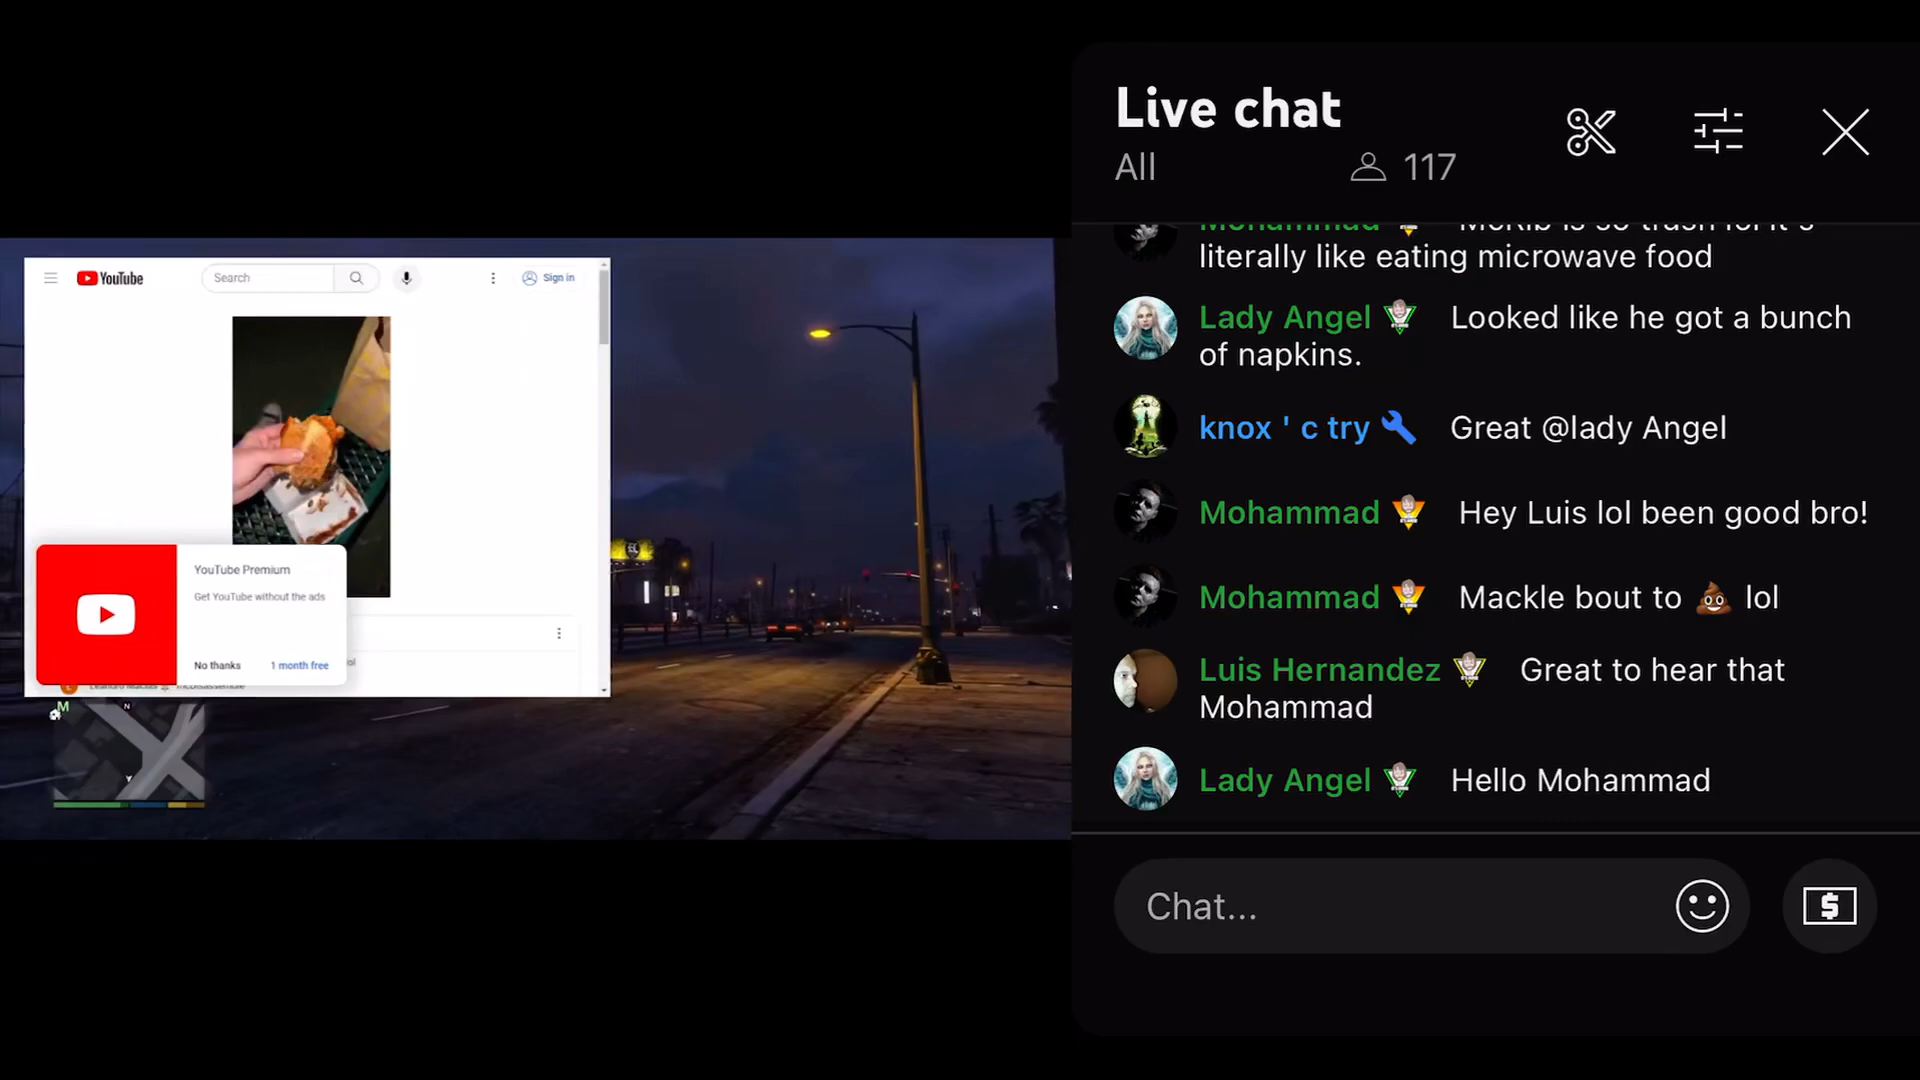 YouTube
Search
Sign in
YouTube Premium
Get YouTube without the ads
No thanks
1 month free
lol
M
N
Live chat
All
117
Mohammad McRib is so trash lol it's
literally like eating microwave food
Lady Angel Looked like he got a bunch
of napkins.
knox ' c try Great @lady Angel
Mohammad Hey Luis lol been good bro!
Mohammad Mackle bout to 💩 lol
Luis Hernandez Great to hear that
Mohammad
Lady Angel Hello Mohammad
Chat...